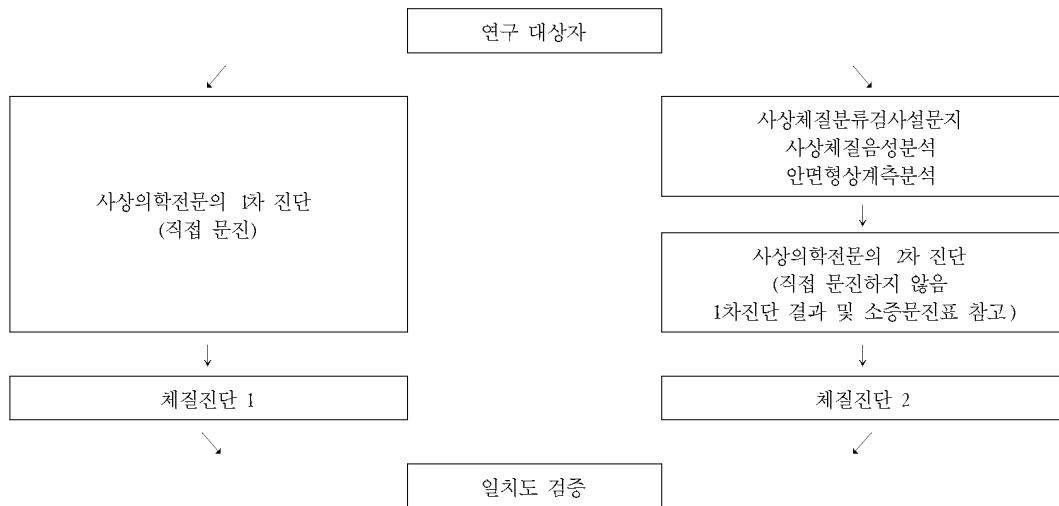 연구 대상자
사상의학전문의 1차 진단
(직접 문진)
사상체질분류검사설문지
사상체질음성분석
안면형상계측분석
사상의학전문의 2차 진단
(직접 문진하지 않음
1차진단 결과 및 소증문진표 참고)
체질진단 1
체질진단 2
일치도 검증